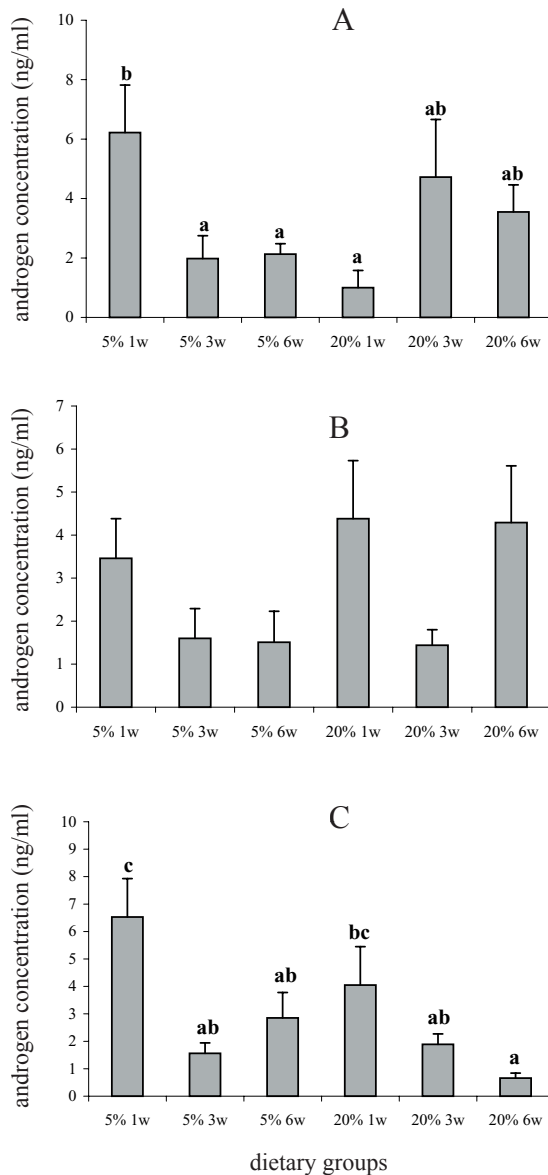 A
androgen concentration (ng/ml)
10
8
6
4
2
0
b
a
a
a
ab
ab
5% 1w 5% 3w 5% 6w 20% 1w 20% 3w 20% 6w
B
androgen concentration (ng/ml)
7
6
5
4
3
2
1
0
5% 1w 5% 3w 5% 6w 20% 1w 20% 3w 20% 6w
C
androgen concentration (ng/ml)
10
9
8
7
6
5
4
3
2
1
0
c
ab
ab
bc
ab
a
5% 1w 5% 3w 5% 6w 20% 1w 20% 3w 20% 6w
dietary groups